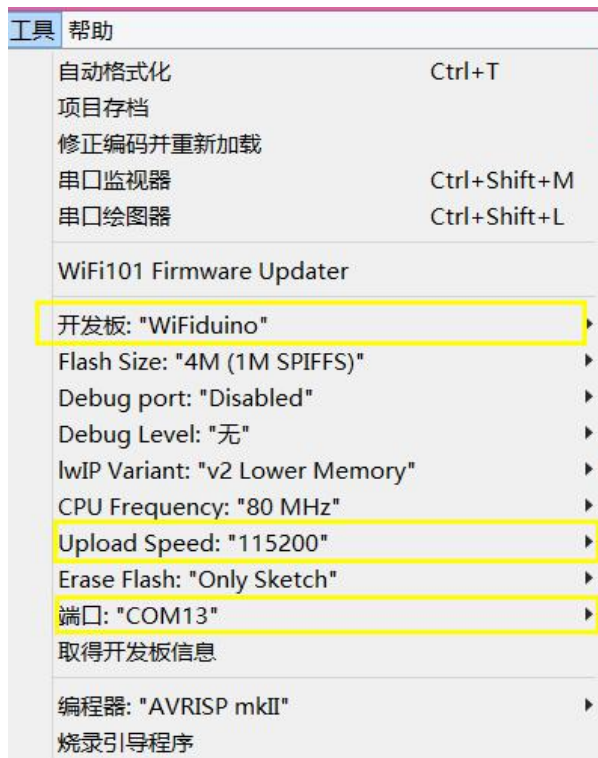 工具 帮助
自动格式化 Ctrl+T
项目存档
修正编码并重新加载
串口监视器 Ctrl+Shift+M
串口绘图器 Ctrl+Shift+L
WiFi101 Firmware Updater
开发板: "WiFiduino"
Flash Size: "4M (1M SPIFFS)"
Debug port: "Disabled"
Debug Level: "无"
lwIP Variant: "v2 Lower Memory"
CPU Frequency: "80 MHz"
Upload Speed: "115200"
Erase Flash: "Only Sketch"
端口: "COM13"
取得开发板信息
编程器: "AVRISP mkII"
烧录引导程序